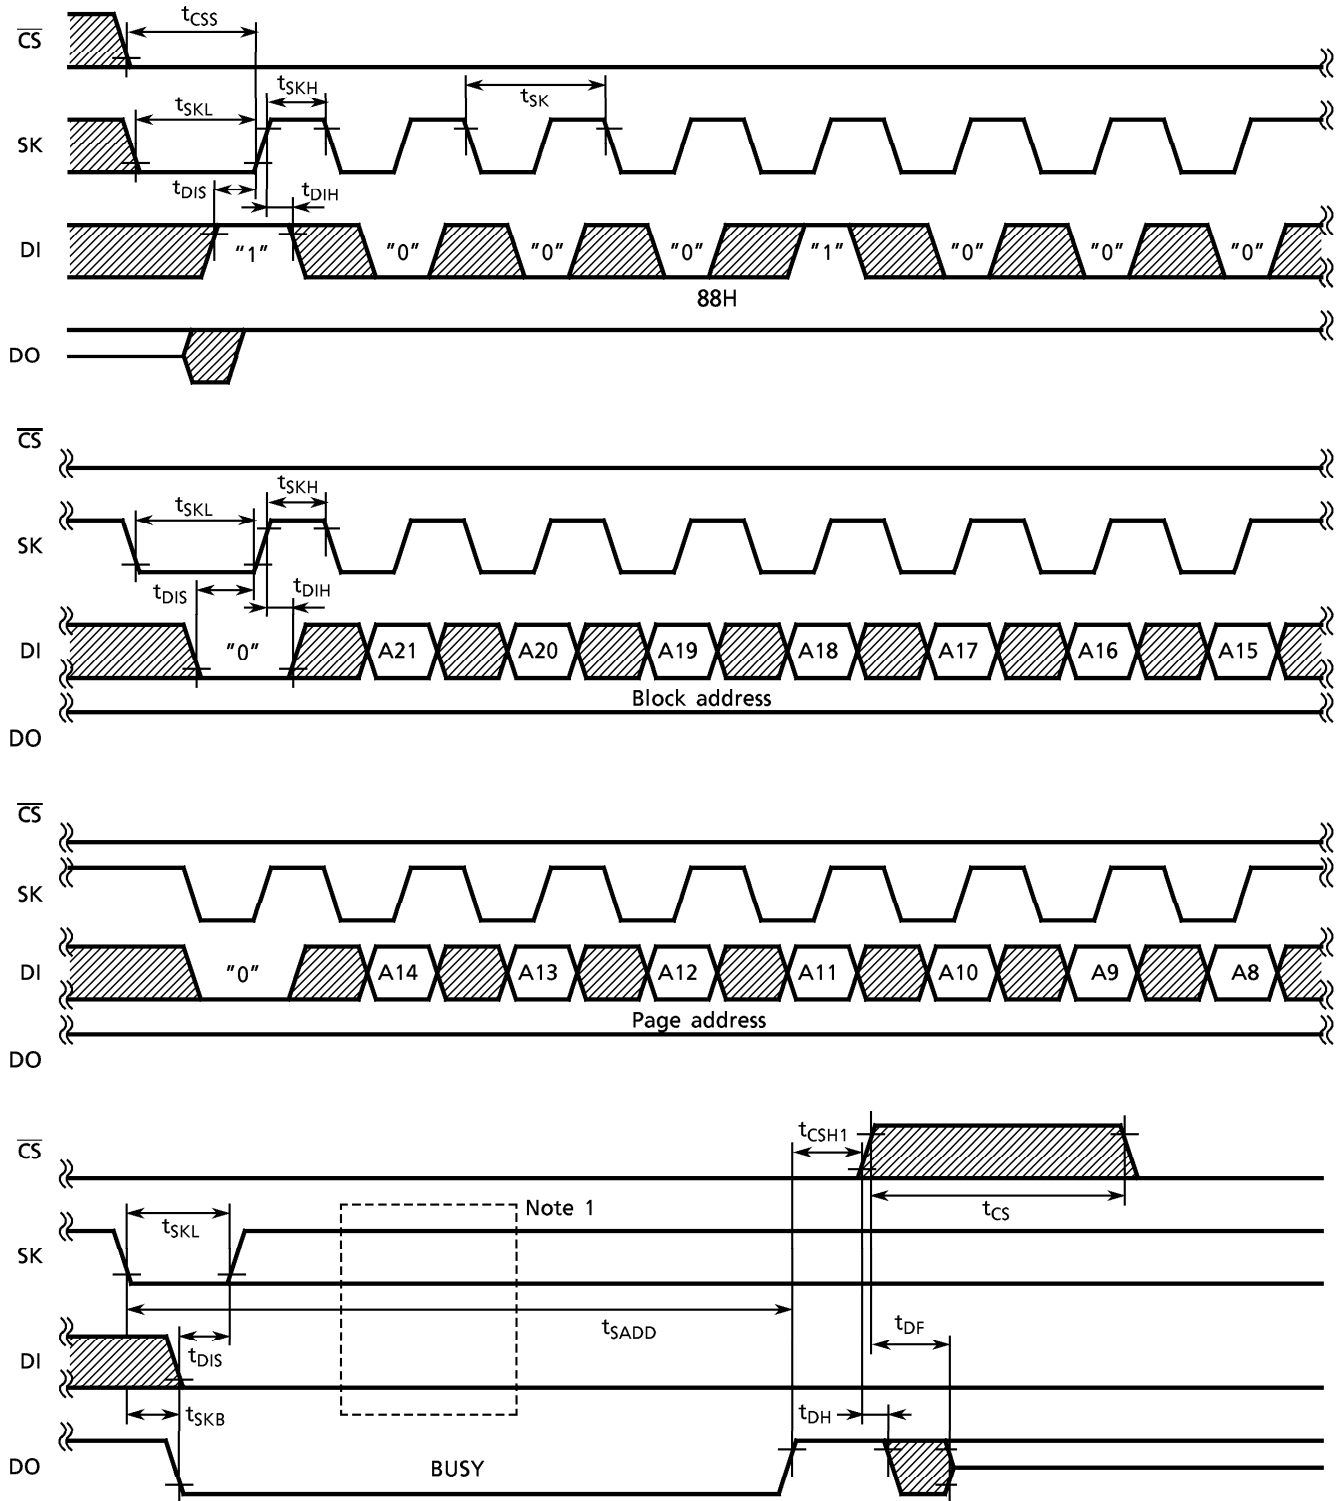 CS
tCSS
tSKH
tSKL
tSK
SK
tDIS
tDIH
DI
"1" "0" "0" "0" "1" "0" "0" "0"
88H
DO
CS
tSKH
tSKL
SK
tDIS
tDIH
DI
"0" A21 A20 A19 A18 A17 A16 A15
Block address
DO
CS
SK
DI
"0" A14 A13 A12 A11 A10 A9 A8
Page address
DO
CS
tCSH1
tCS
Note 1
tSKL
SK
tSADD
tDF
tDIS
DI
tSKB
tDH
DO
BUSY